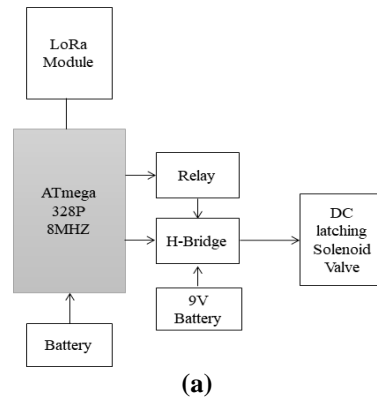 LoRa
Module
ATmega
328P
8MHZ
Relay
H-Bridge
DC
latching
Solenoid
Valve
9V
Battery
Battery
(a)